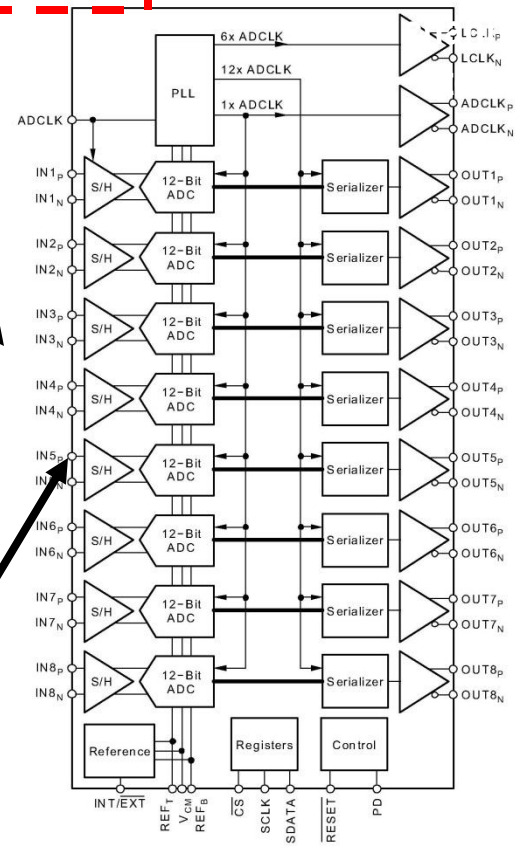 6x ADCLK
LCLKP
LCLKN
12x ADCLK
PLL
1x ADCLK
ADCLKP
ADCLKN
ADCLK
IN1P
S/H
12-Bit
ADC
Serializer
OUT1P
IN1N
OUT1N
IN2P
S/H
12-Bit
ADC
Serializer
OUT2P
IN2N
OUT2N
IN3P
S/H
12-Bit
ADC
Serializer
OUT3P
IN3N
OUT3N
IN4P
S/H
12-Bit
ADC
Serializer
OUT4P
IN4N
OUT4N
IN5P
S/H
12-Bit
ADC
Serializer
OUT5P
OUT5N
IN6P
S/H
12-Bit
ADC
Serializer
OUT6P
IN6N
OUT6N
IN7P
S/H
12-Bit
ADC
Serializer
OUT7P
IN7N
OUT7N
IN8P
S/H
12-Bit
ADC
Serializer
OUT8P
IN8N
OUT8N
Reference
Registers
Control
INT/EXT
REFT
VCM
REFB
CS
SCLK
SDATA
RESET
PD